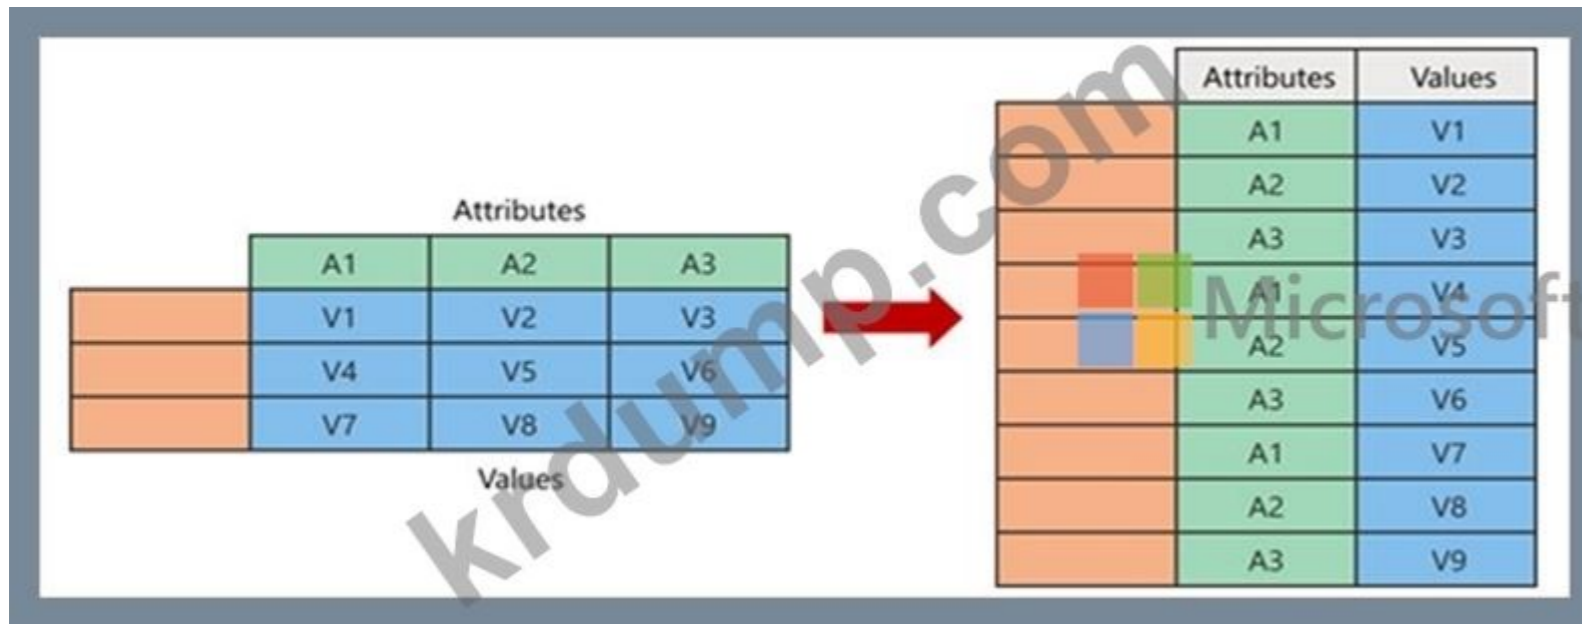 Attributes
A1 A2 A3
V1 V2 V3
V4 V5 V6
V7 V8 V9
Values
Attributes Values
A1 V1
A2 V2
A3 V3
A1 V4
A2 V5
A3 V6
A1 V7
A2 V8
A3 V9
krdump.com
Microsoft